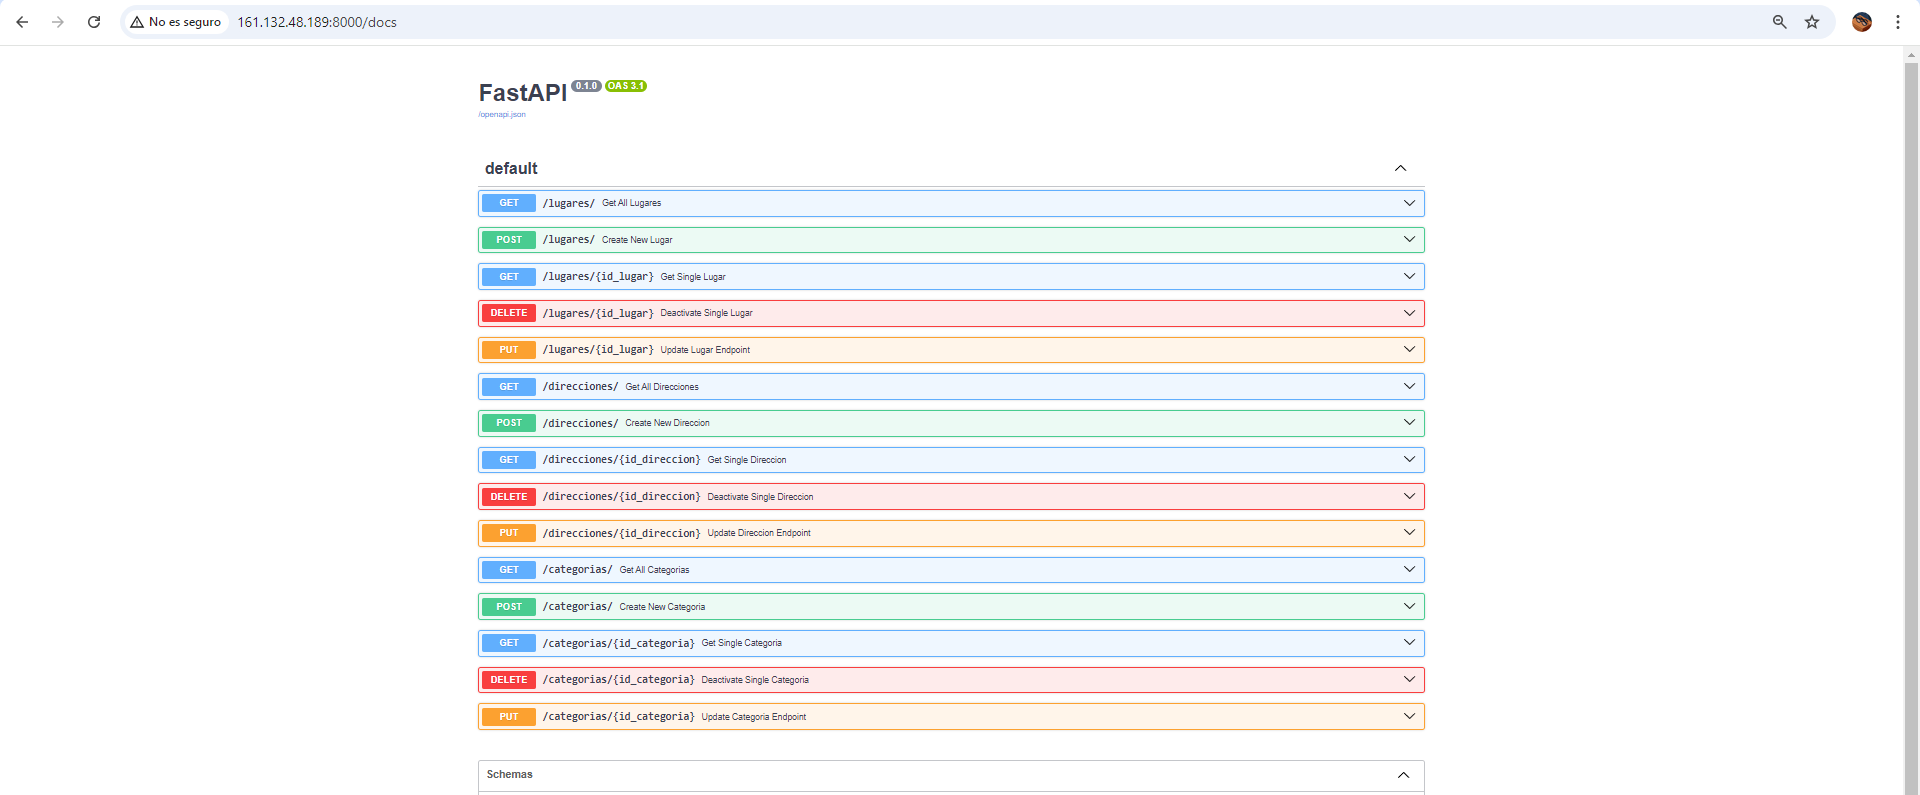 No es seguro 161.132.48.189:8000/docs
FastAPI 0.1.0 OAS 3.1
/openapi.json
default
GET /lugares/ Get All Lugares
POST /lugares/ Create New Lugar
GET /lugares/{id_lugar} Get Single Lugar
DELETE /lugares/{id_lugar} Deactivate Single Lugar
PUT /lugares/{id_lugar} Update Lugar Endpoint
GET /direcciones/ Get All Direcciones
POST /direcciones/ Create New Direccion
GET /direcciones/{id_direccion} Get Single Direccion
DELETE /direcciones/{id_direccion} Deactivate Single Direccion
PUT /direcciones/{id_direccion} Update Direccion Endpoint
GET /categorias/ Get All Categorias
POST /categorias/ Create New Categoria
GET /categorias/{id_categoria} Get Single Categoria
DELETE /categorias/{id_categoria} Deactivate Single Categoria
PUT /categorias/{id_categoria} Update Categoria Endpoint
Schemas